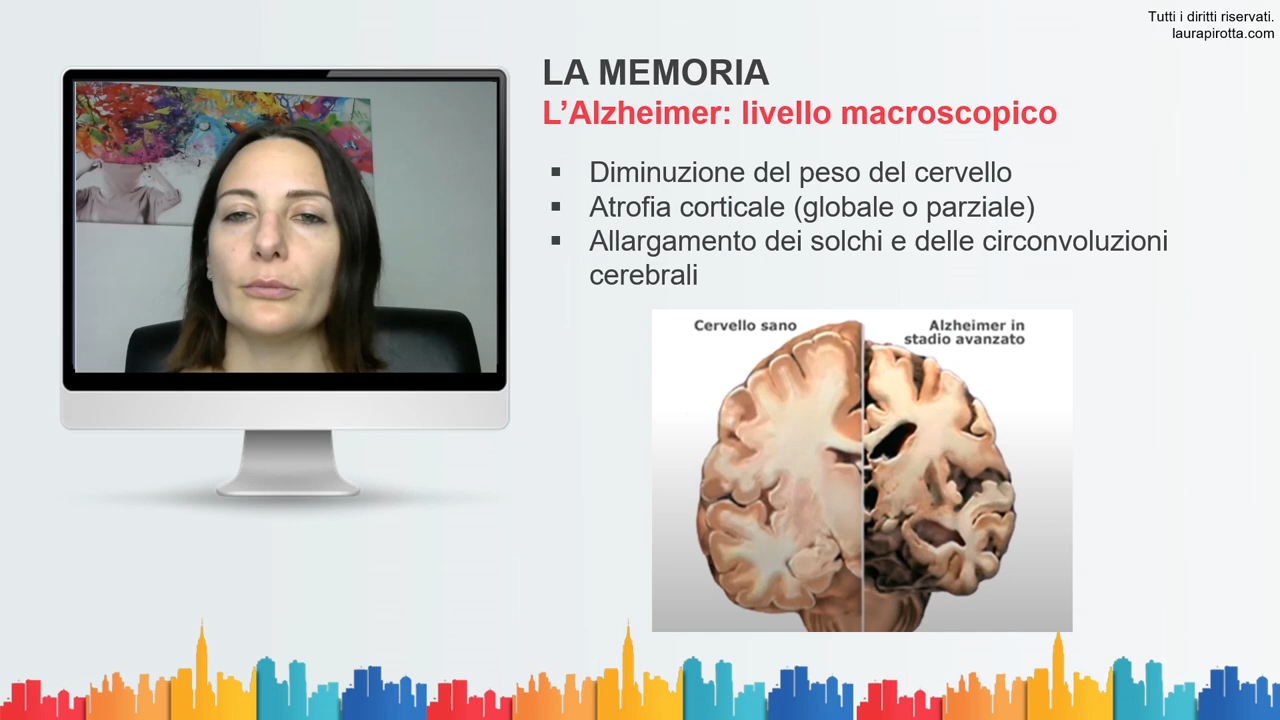 Tutti i diritti riservati.
laurapirotta.com
LA MEMORIA
L’Alzheimer: livello macroscopico
▪ Diminuzione del peso del cervello
▪ Atrofia corticale (globale o parziale)
▪ Allargamento dei solchi e delle circonvoluzioni
cerebrali
Cervello sano
Alzheimer in
stadio avanzato